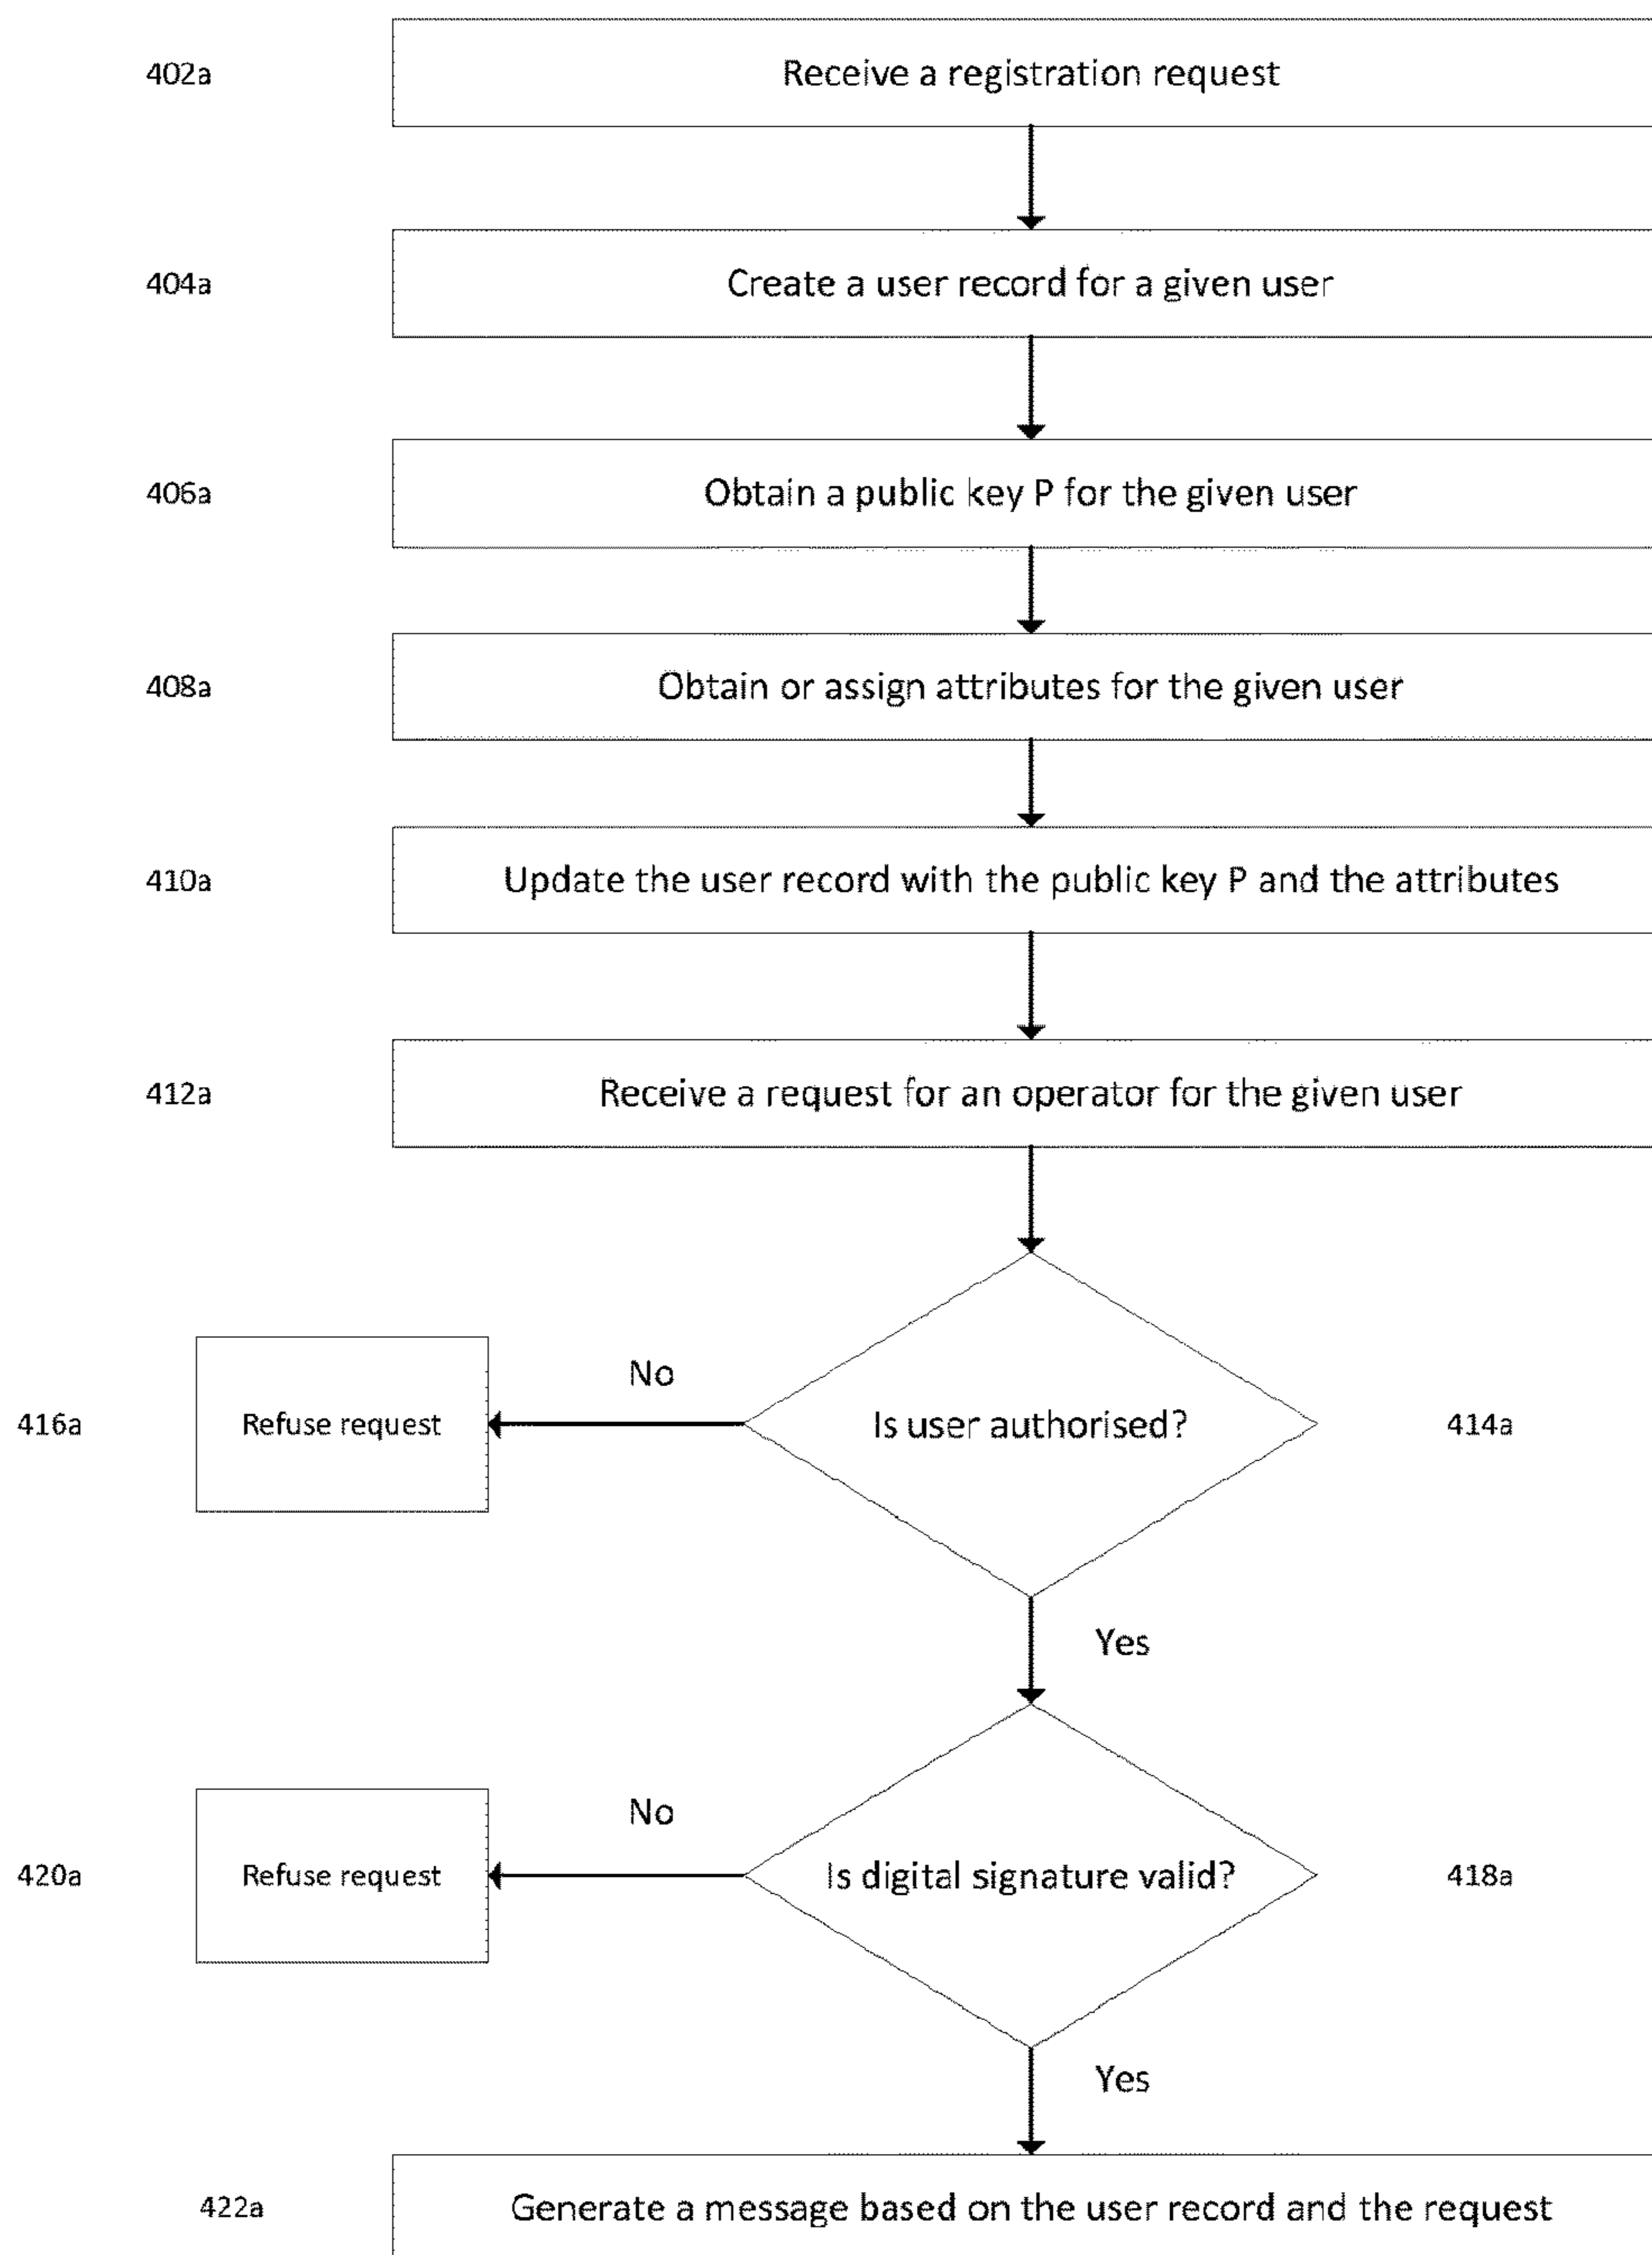 402a
Receive a registration request
404a
Create a user record for a given user
406a
Obtain a public key P for the given user
408a
Obtain or assign attributes for the given user
410a
Update the user record with the public key P and the attributes
412a
Receive a request for an operator for the given user
No
416a
Refuse request
Is user authorised?
414a
Yes
No
420a
Refuse request
Is digital signature valid?
418a
Yes
422a
Generate a message based on the user record and the request